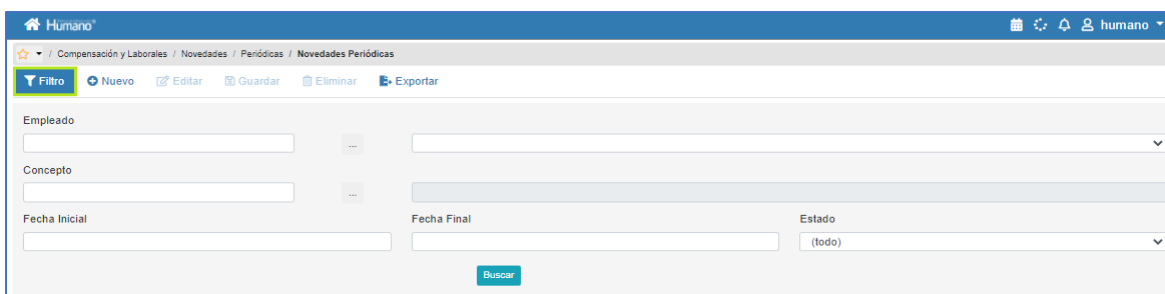 Humano®
humano
/ Compensación y Laborales / Novedades / Periódicas / Novedades Periódicas
Filtro Nuevo Editar Guardar Eliminar Exportar
Empleado
...
Concepto
...
Fecha Inicial Fecha Final Estado
(todo)
Buscar